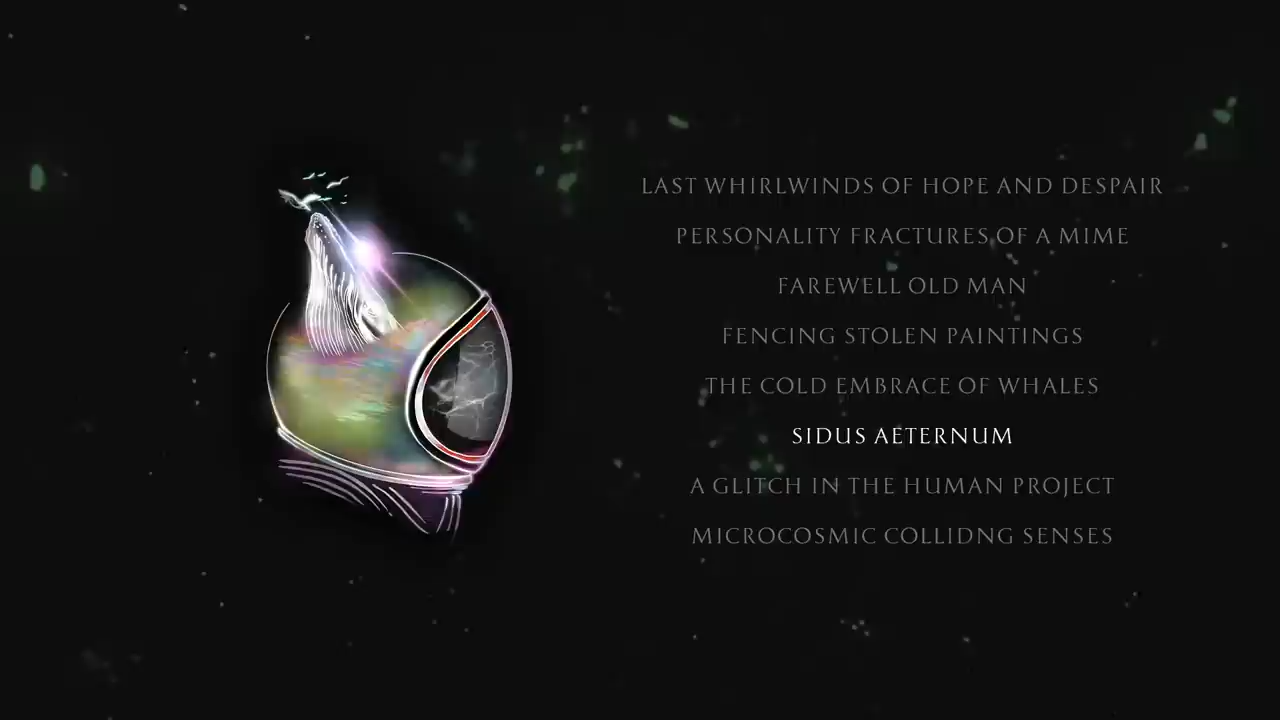 LAST WHIRLWINDS OF HOPE AND DESPAIR
PERSONALITY FRACTURES OF A MIME
FAREWELL OLD MAN
FENCING STOLEN PAINTINGS
THE COLD EMBRACE OF WHALES
SIDUS AETERNUM
A GLITCH IN THE HUMAN PROJECT
MICROCOSMIC COLLIDNG SENSES